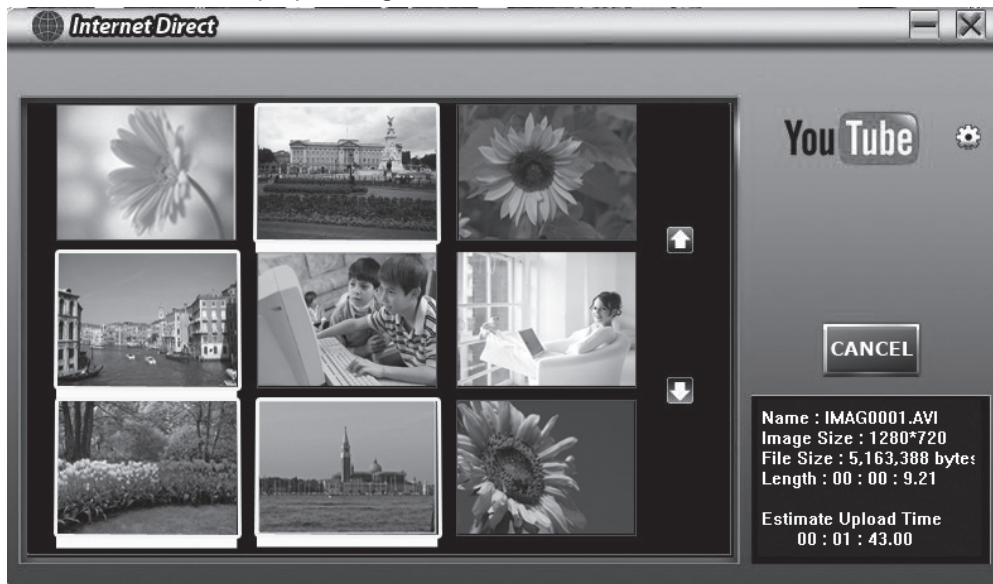 Internet Direct
You Tube
CANCEL
Name : IMAG0001.AVI
Image Size : 1280*720
File Size : 5,163,388 bytes
Length : 00 : 00 : 9.21
Estimate Upload Time
00 : 01 : 43.00